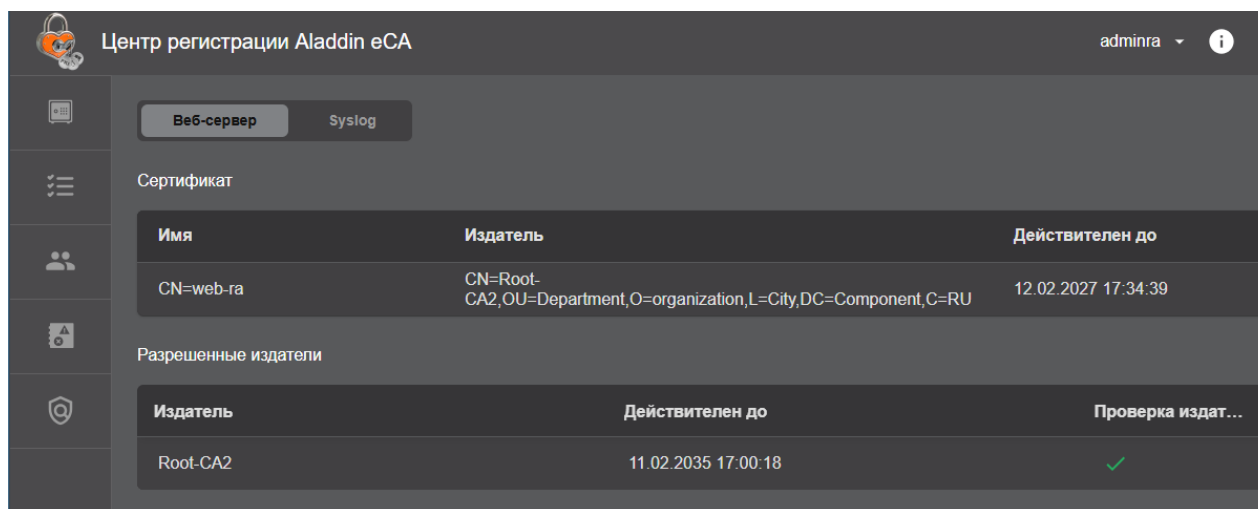 Центр регистрации Aladdin eCA
adminra
Веб-сервер Syslog
Сертификат
Имя Издатель Действителен до
CN=web-ra CN=Root-
CA2,OU=Department,O=organization,L=City,DC=Component,C=RU 12.02.2027 17:34:39
Разрешенные издатели
Издатель Действителен до Проверка издат...
Root-CA2 11.02.2035 17:00:18